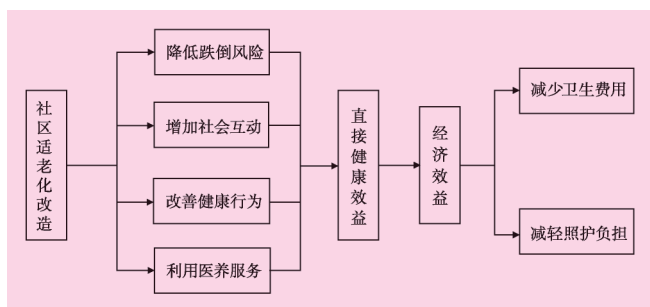 社区适老化改造
降低跌倒风险
增加社会互动
改善健康行为
利用医养服务
直接健康效益
经济效益
减少卫生费用
减轻照护负担